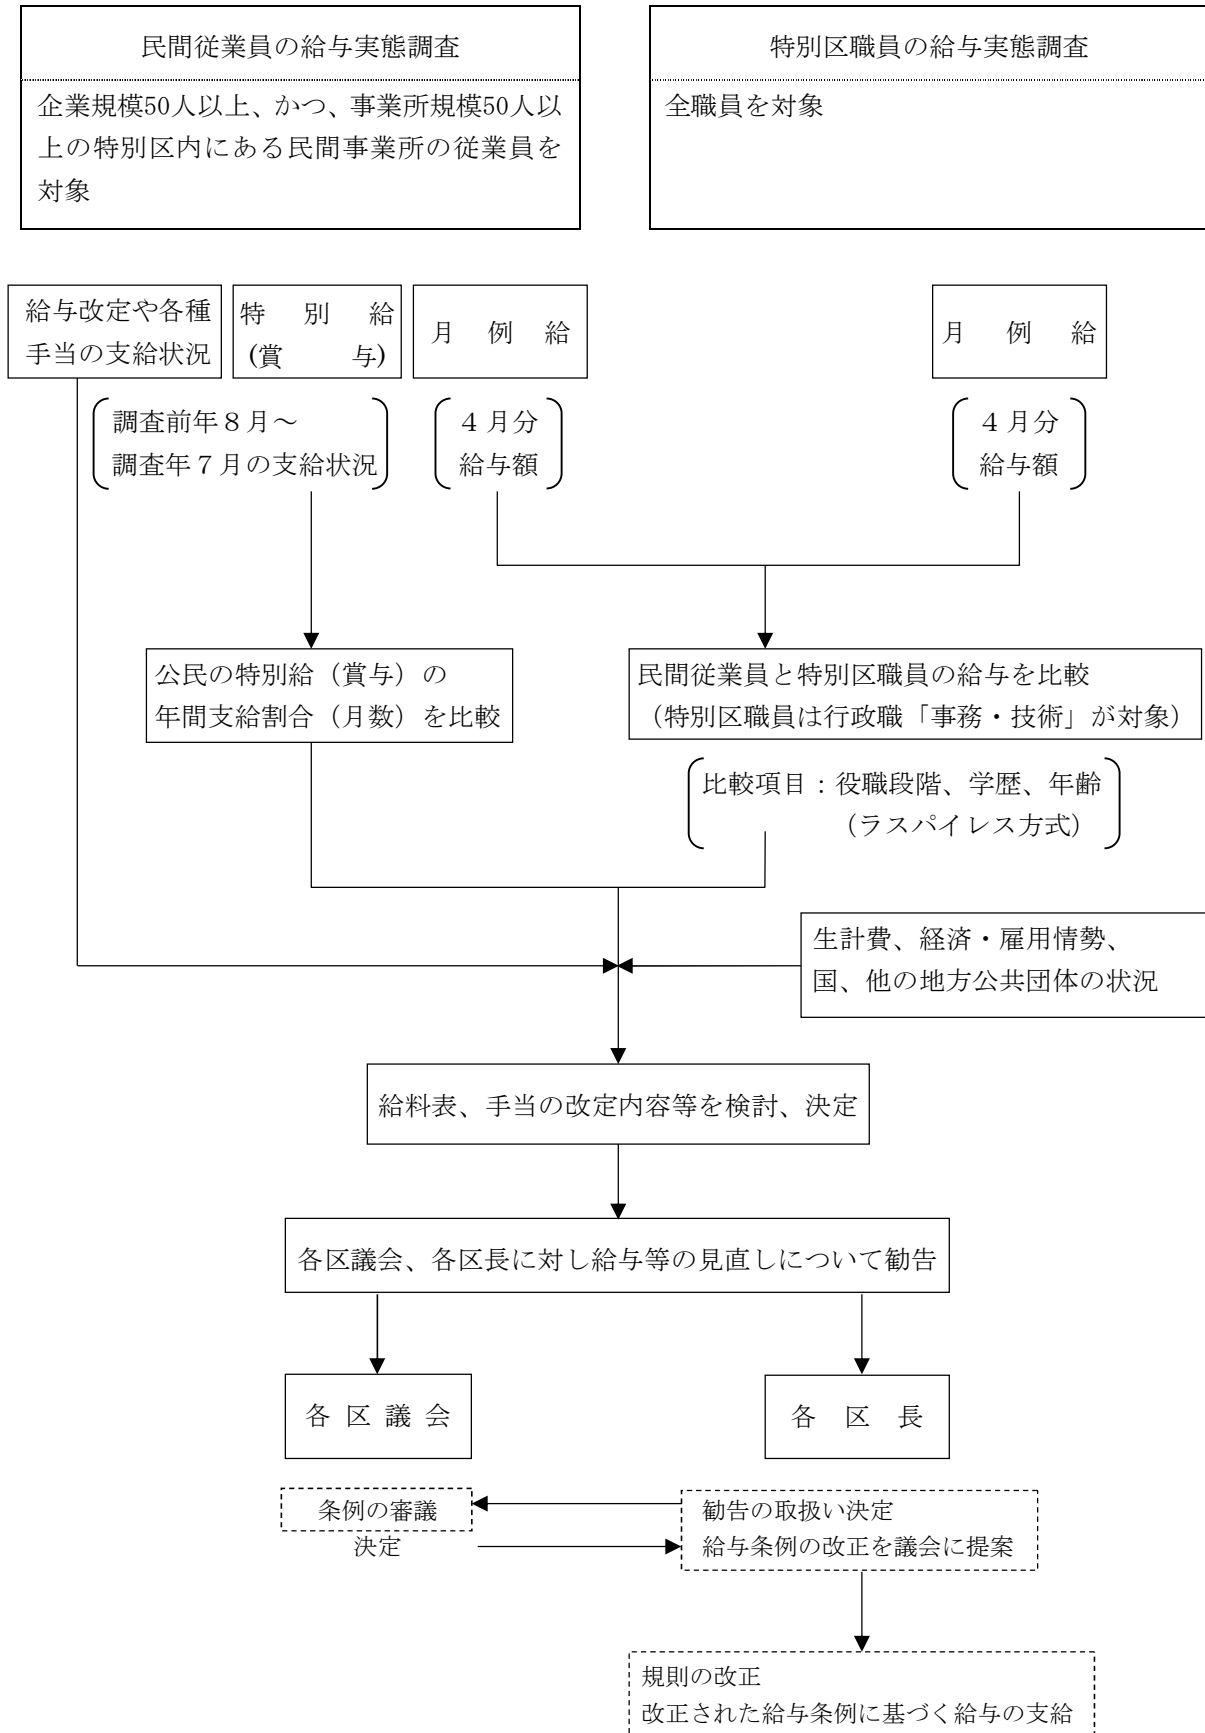 民間従業員の給与実態調査
企業規模50人以上、かつ、事業所規模50人以
上の特別区内にある民間事業所の従業員を
対象
特別区職員の給与実態調査
全職員を対象
給与改定や各種
手当の支給状況
特 別 給
(賞 与)
月 例 給
月 例 給
調査前年８月～
調査年７月の支給状況
４月分
給与額
４月分
給与額
公民の特別給（賞与）の
年間支給割合（月数）を比較
民間従業員と特別区職員の給与を比較
（特別区職員は行政職「事務・技術」が対象）
比較項目：役職段階、学歴、年齢
（ラスパイレス方式）
生計費、経済・雇用情勢、
国、他の地方公共団体の状況
給料表、手当の改定内容等を検討、決定
各区議会、各区長に対し給与等の見直しについて勧告
各 区 議 会
各 区 長
条例の審議
決定
勧告の取扱い決定
給与条例の改正を議会に提案
規則の改正
改正された給与条例に基づく給与の支給